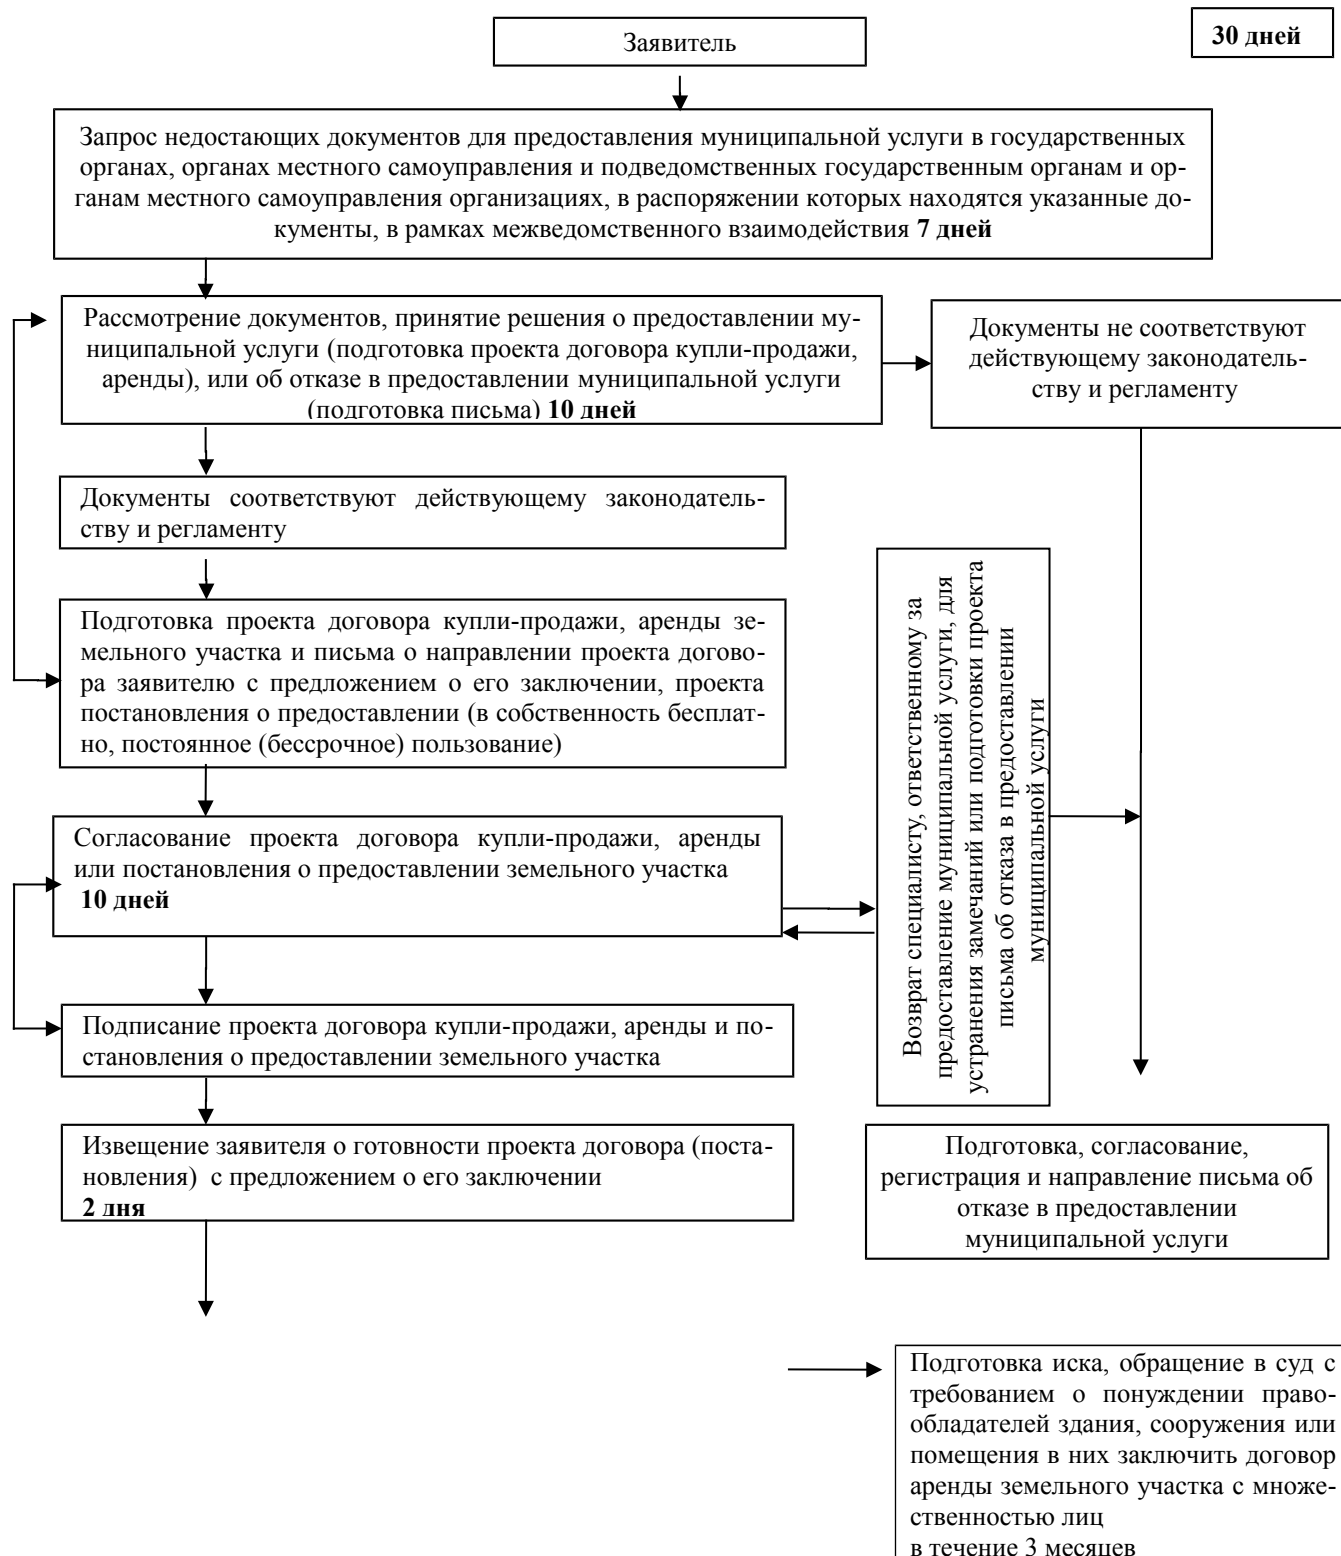 Заявитель
30 дней
Запрос недостающих документов для предоставления муниципальной услуги в государственных
органах, органах местного самоуправления и подведомственных государственным органам и ор-
ганам местного самоуправления организациях, в распоряжении которых находятся указанные до-
кументы, в рамках межведомственного взаимодействия 7 дней
Рассмотрение документов, принятие решения о предоставлении му-
ниципальной услуги (подготовка проекта договора купли-продажи,
аренды), или об отказе в предоставлении муниципальной услуги
(подготовка письма) 10 дней
Документы не соответствуют
действующему законодатель-
ству и регламенту
Документы соответствуют действующему законодатель-
ству и регламенту
Подготовка проекта договора купли-продажи, аренды зе-
мельного участка и письма о направлении проекта догово-
ра заявителю с предложением о его заключении, проекта
постановления о предоставлении (в собственность бесплат-
но, постоянное (бессрочное) пользование)
Возврат специалисту, ответственному за
предоставление муниципальной услуги, для
устранения замечаний или подготовки проекта
письма об отказа в предоставлении
муниципальной услуги
Согласование проекта договора купли-продажи, аренды
или постановления о предоставлении земельного участка
10 дней
Подписание проекта договора купли-продажи, аренды и по-
становления о предоставлении земельного участка
Извещение заявителя о готовности проекта договора (поста-
новления) с предложением о его заключении
2 дня
Подготовка, согласование,
регистрация и направление письма об
отказе в предоставлении
муниципальной услуги
Подготовка иска, обращение в суд с
требованием о понуждении право-
обладателей здания, сооружения или
помещения в них заключить договор
аренды земельного участка с множе-
ственностью лиц
в течение 3 месяцев